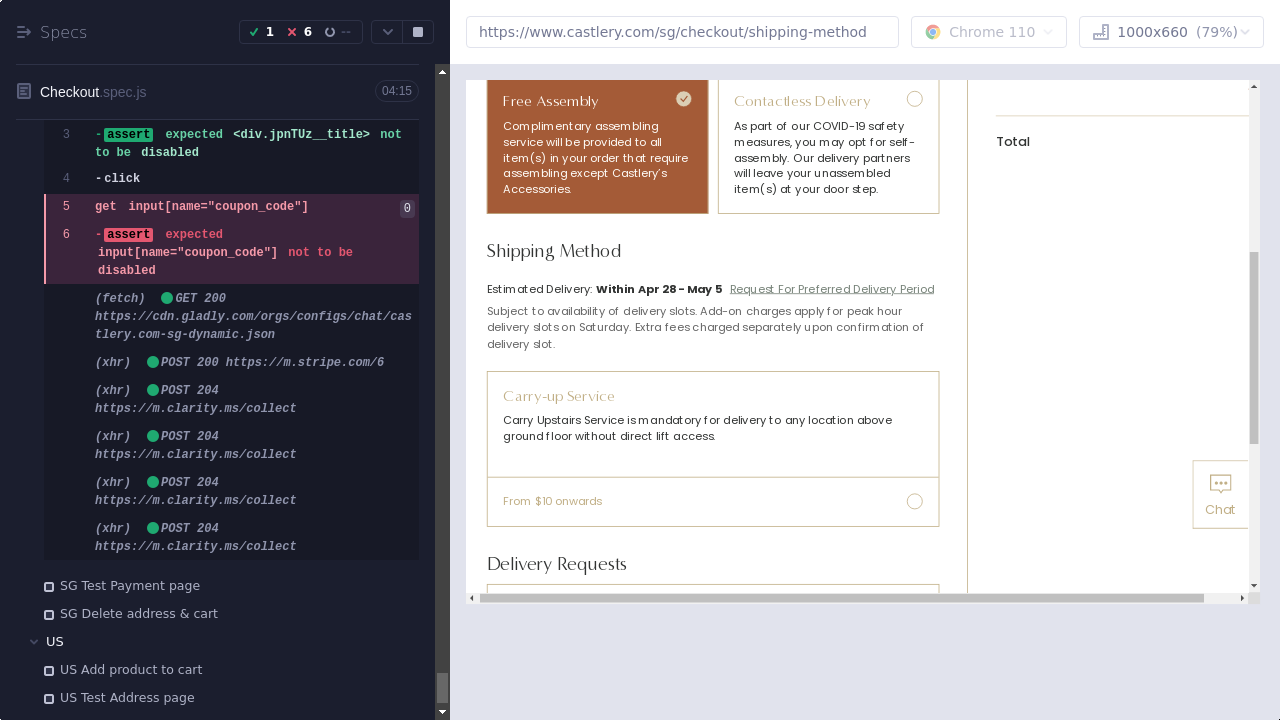 Specs
1
6
--
https://www.castlery.com/sg/checkout/shipping-method
Chrome 110
1000x660 (79%)
Checkout.spec.js
04:15
3 -assert expected <div.jpnTUz__title> not
to be disabled
4 -click
5 get input[name="coupon_code"] 0
6 -assert expected
input[name="coupon_code"] not to be
disabled
(fetch) GET 200
https://cdn.gladly.com/orgs/configs/chat/cas
tlery.com-sg-dynamic.json
(xhr) POST 200 https://m.stripe.com/6
(xhr) POST 204
https://m.clarity.ms/collect
(xhr) POST 204
https://m.clarity.ms/collect
(xhr) POST 204
https://m.clarity.ms/collect
(xhr) POST 204
https://m.clarity.ms/collect
SG Test Payment page
SG Delete address & cart
US
US Add product to cart
US Test Address page
Free Assembly
Complimentary assembling
service will be provided to all
item(s) in your order that require
assembling except Castlery's
Accessories.
Contactless Delivery
As part of our COVID-19 safety
measures, you may opt for self-
assembly. Our delivery partners
will leave your unassembled
item(s) at your door step.
Total
Shipping Method
Estimated Delivery: Within Apr 28 - May 5 Request For Preferred Delivery Period
Subject to availability of delivery slots. Add-on charges apply for peak hour
delivery slots on Saturday. Extra fees charged separately upon confirmation of
delivery slot.
Carry-up Service
Carry Upstairs Service is mandatory for delivery to any location above
ground floor without direct lift access.
From $10 onwards
Chat
Delivery Requests